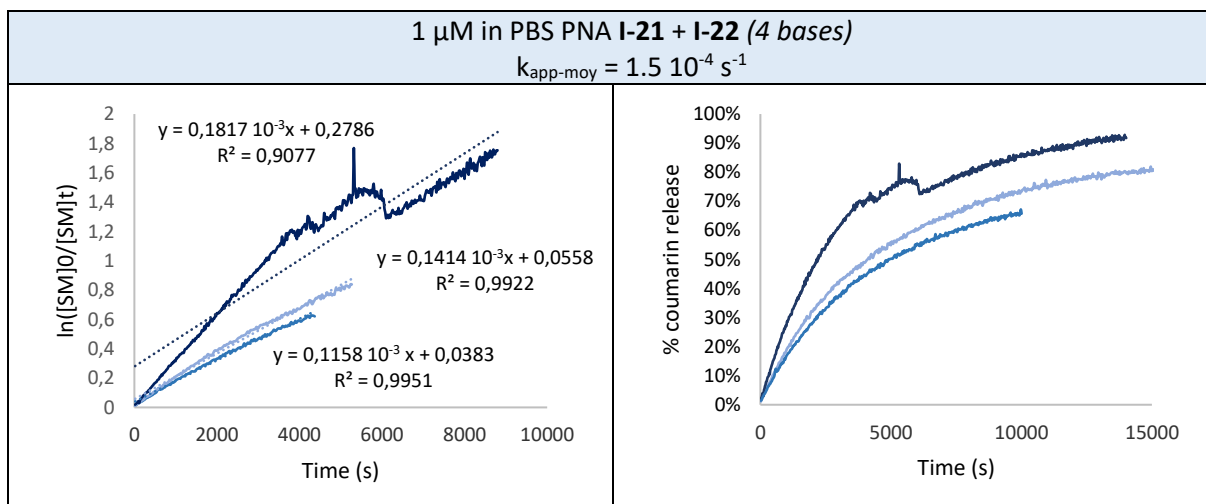 1 µM in PBS PNA I-21 + I-22 (4 bases)
kapp-moy = 1.5 10-4 s-1
2
1,8
1,6
1,4
1,2
1
0,8
0,6
0,4
0,2
0
ln([SM]0/[SM]t)
y = 0,1817 10-3x + 0,2786
R² = 0,9077
y = 0,1414 10-3x + 0,0558
R² = 0,9922
y = 0,1158 10-3 x + 0,0383
R² = 0,9951
0 2000 4000 6000 8000 10000
Time (s)
100%
90%
80%
70%
60%
50%
40%
30%
20%
10%
0%
% coumarin release
0 5000 10000 15000
Time (s)